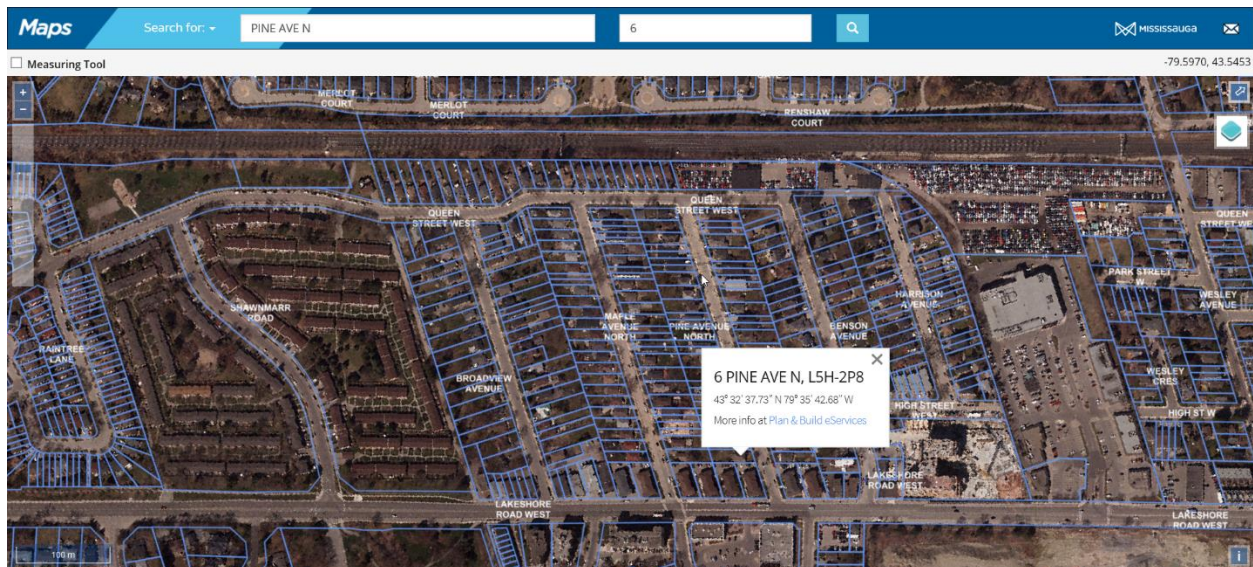 Maps
Search for:
PINE AVE N
6
MISSISSAUGA
Measuring Tool
-79.5970, 43.5453
+
−
MERLOT
COURT
MERLOT
COURT
RENSHAW
COURT
QUEEN
STREET WEST
QUEEN
STREET WEST
QUEEN
STREET WE
PARK STREET
W
WESLEY
AVENUE
SHAWNMARR
ROAD
HARRISON
AVENUE
MAPLE
AVENUE
NORTH
PINE AVENUE
NORTH
BENSON
AVENUE
RAINTREE
LANE
BROADVIEW
AVENUE
WESLEY
CRES
6 PINE AVE N, L5H-2P8
43° 32' 37.73" N 79° 35' 42.68" W
More info at Plan & Build eServices
HIGH STREET
WEST
HIGH ST W
LAKESHORE
ROAD WEST
LAKESHORE
ROAD WEST
LAKESHORE
ROAD WEST
100 m
i